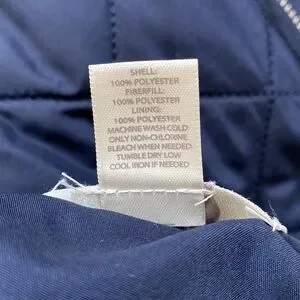 SHELL:
100% POLYESTER
FIBERFILL:
100% POLYESTER
LINING:
100% POLYESTER
MACHINE WASH COLD
ONLY NON-CHLORINE
BLEACH WHEN NEEDED
TUMBLE DRY LOW
COOL IRON IF NEEDED